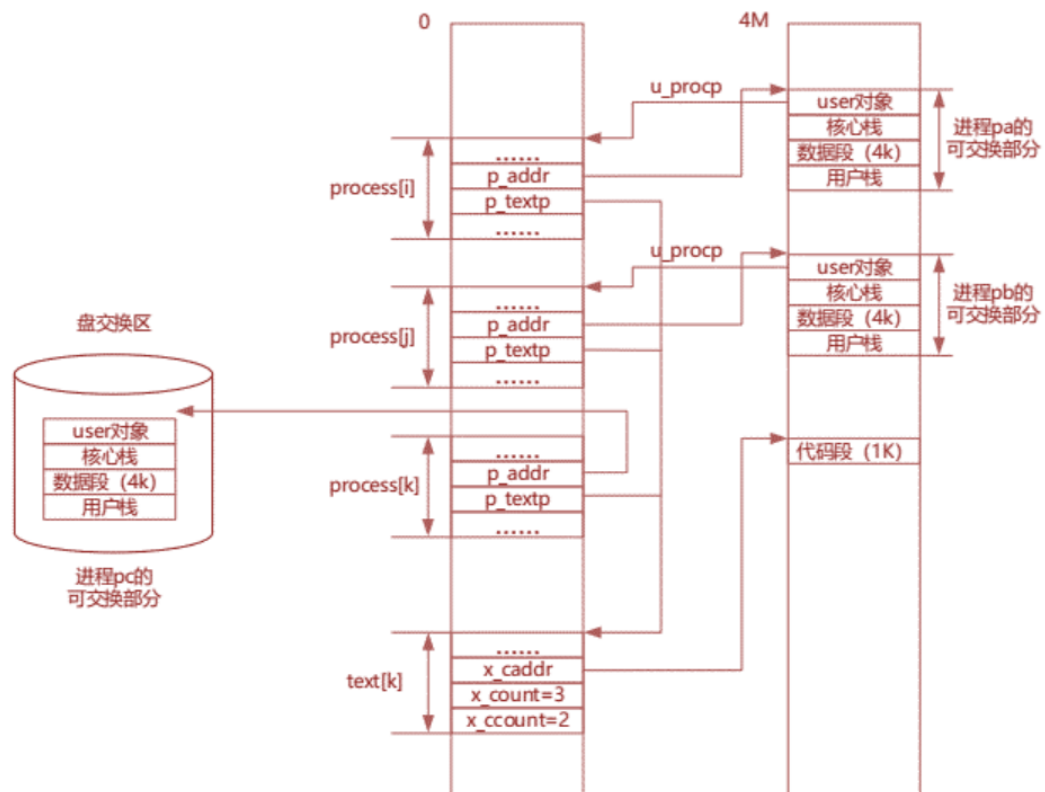 0
4M
u_procp
user对象
核心栈
数据段（4k）
用户栈
进程pa的
可交换部分
process[i]
......
p_addr
p_textp
......
u_procp
user对象
核心栈
数据段（4k）
用户栈
进程pb的
可交换部分
process[j]
......
p_addr
p_textp
......
盘交换区
user对象
核心栈
数据段（4k）
用户栈
进程pc的
可交换部分
process[k]
......
p_addr
p_textp
......
代码段（1K）
text[k]
......
x_caddr
x_count=3
x_ccount=2